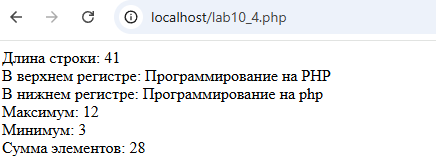 localhost/lab10_4.php
Длина строки: 41
В верхнем регистре: Программирование на PHP
В нижнем регистре: Программирование на php
Максимум: 12
Минимум: 3
Сумма элементов: 28